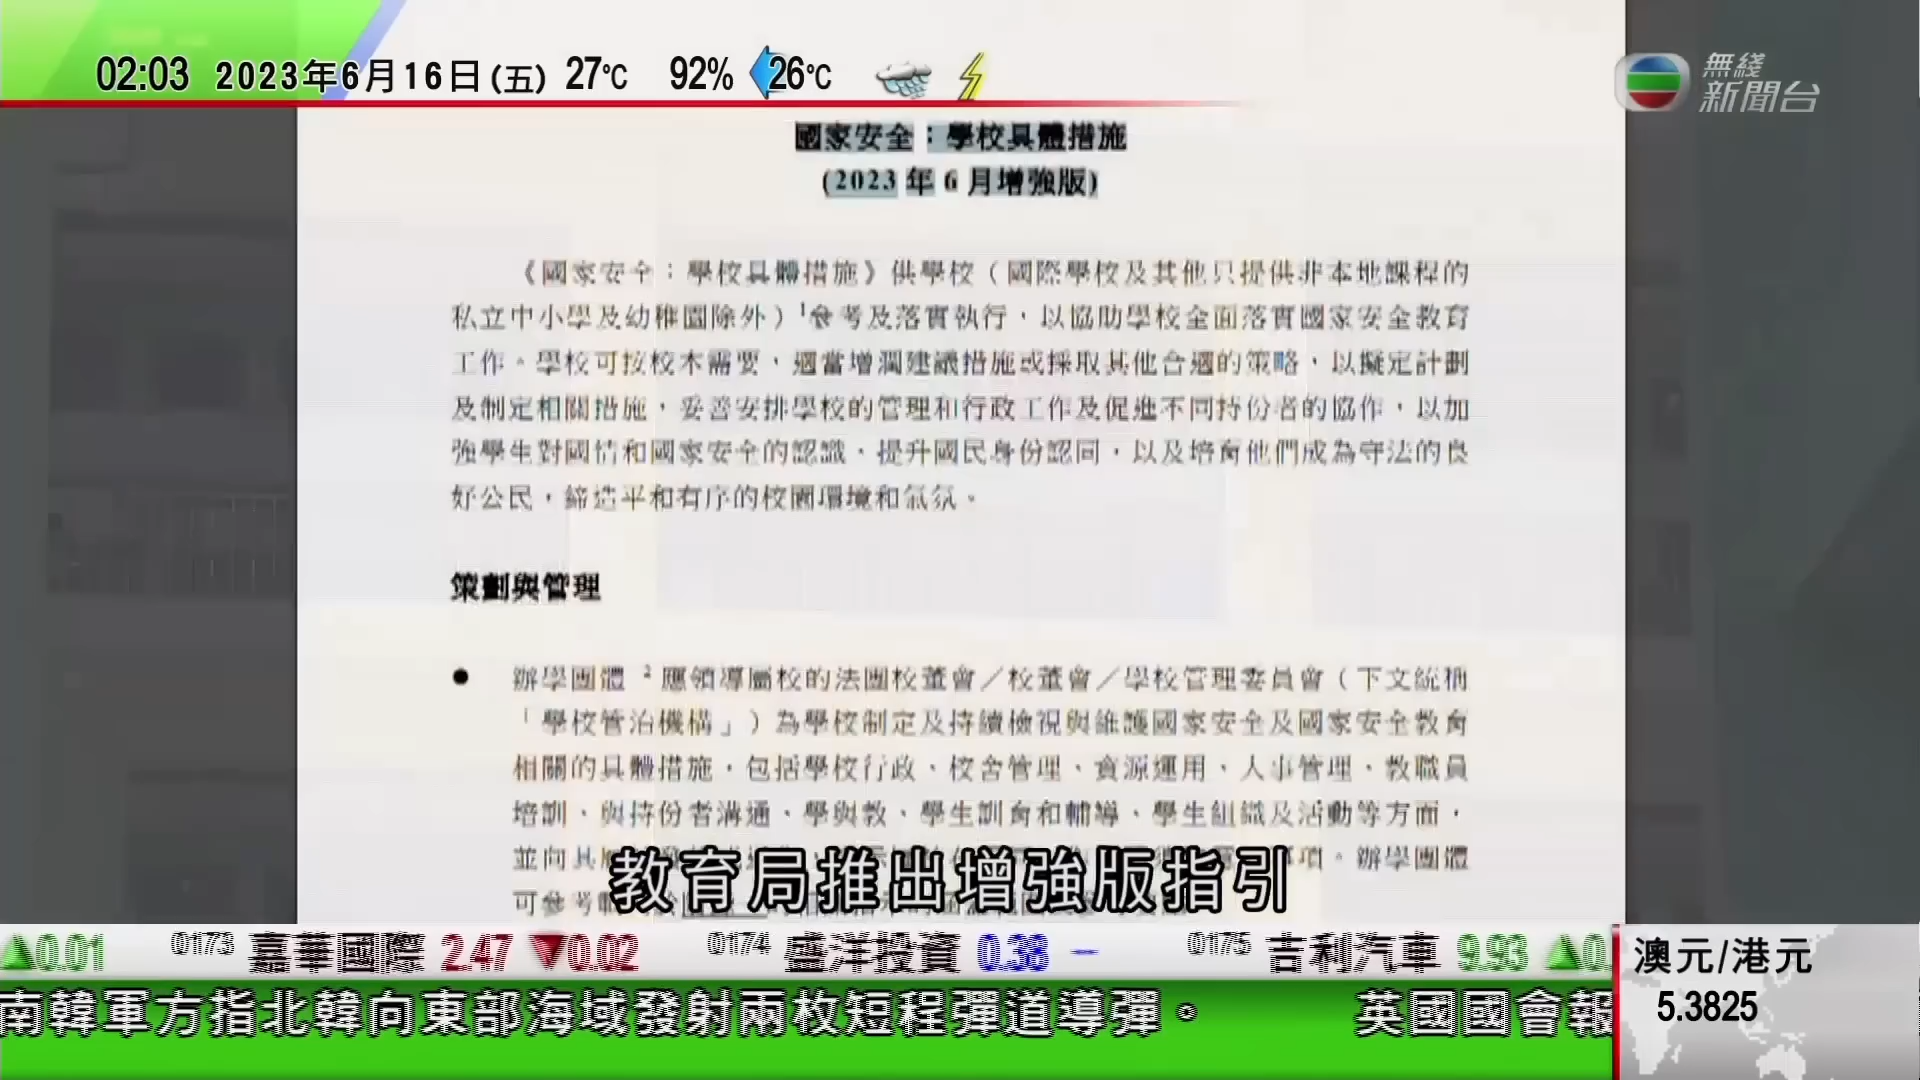 02:03 2023年6月16日(五) 27℃ 92% 26℃
無綫
新聞台
國家安全：學校具體措施
(2023 年 6 月增強版)
《國家安全：學校具體措施》供學校（國際學校及其他只提供非本地課程的
私立中小學及幼稚園除外）1參考及落實執行，以協助學校全面落實國家安全教育
工作。學校可按校本需要，適當增潤建議措施或採取其他合適的策略，以擬定計劃
及制定相關措施，妥善安排學校的管理和行政工作及促進不同持份者的協作，以加
強學生對國情和國家安全的認識、提升國民身份認同，以及培育他們成為守法的良
好公民，締造平和有序的校園環境和氣氛。
策劃與管理
● 辦學團體 2 應領導屬校的法團校董會／校董會／學校管理委員會（下文統稱
「學校管治機構」）為學校制定及持續檢視與維護國家安全及國家安全教育
相關的具體措施，包括學校行政、校舍管理、資源運用、人事管理、教職員
培訓、與持份者溝通、學與教、學生訓育和輔導、學生組織及活動等方面，
並向其 事項。辦學團體
可參考
教育局推出增強版指引
▲0.01 0173 嘉華國際 2.47 ▼0.02 0174 盛洋投資 0.38 － 0175 吉利汽車 9.93 ▲0.
南韓軍方指北韓向東部海域發射兩枚短程彈道導彈。 英國國會報
澳元/港元
5.3825